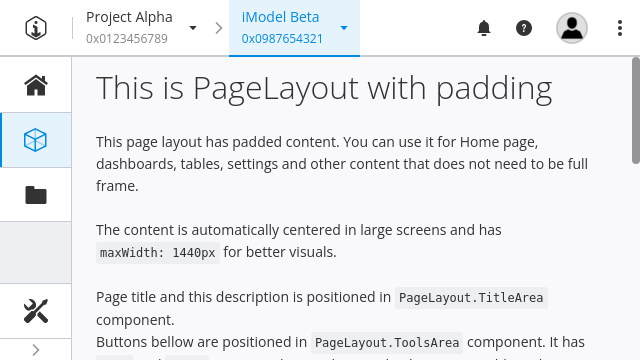 Project Alpha
0x0123456789
iModel Beta
0x0987654321
This is PageLayout with padding
This page layout has padded content. You can use it for Home page,
dashboards, tables, settings and other content that does not need to be full
frame.
The content is automatically centered in large screens and has
maxWidth: 1440px for better visuals.
Page title and this description is positioned in PageLayout.TitleArea
component.
Buttons bellow are positioned in PageLayout.ToolsArea component. It has